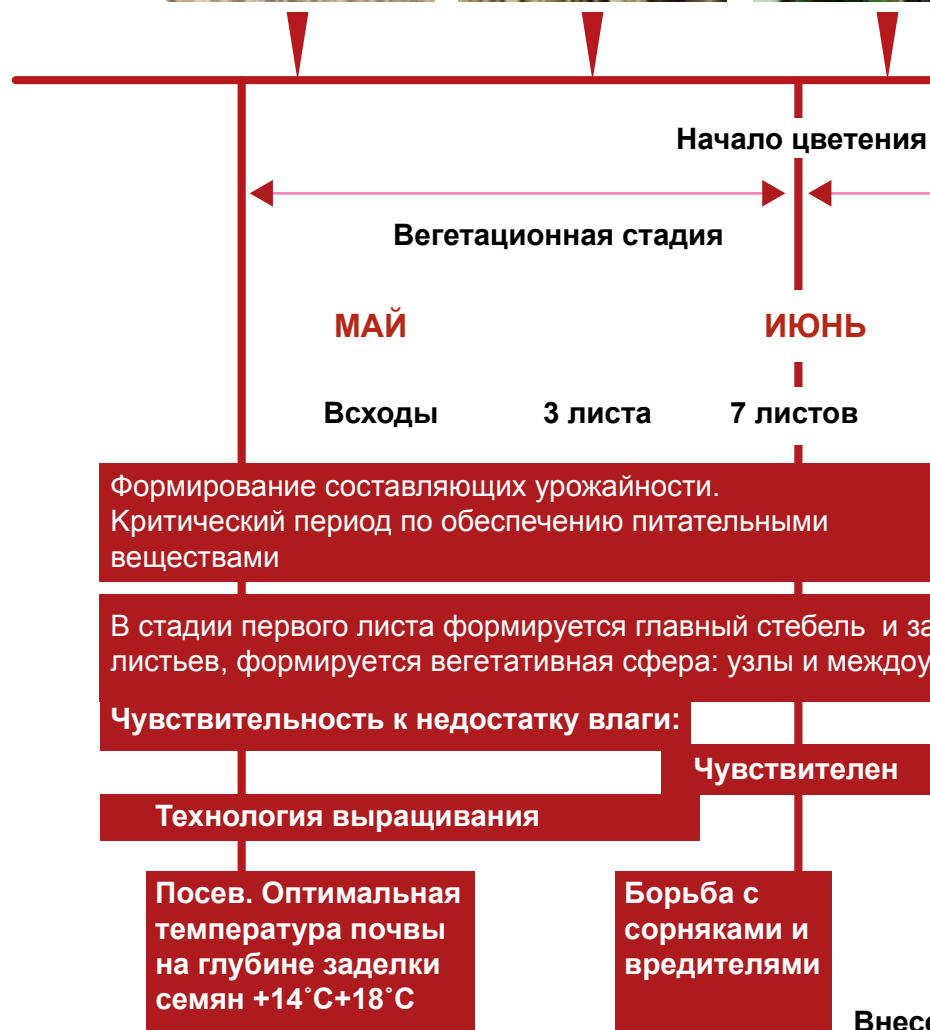 Начало цветения
Вегетационная стадия
МАЙ ИЮНЬ
Всходы 3 листа 7 листов
Формирование составляющих урожайности.
Критический период по обеспечению питательными
веществами
В стадии первого листа формируется главный стебель и за
листьев, формируется вегетативная сфера: узлы и междоу
Чувствительность к недостатку влаги:
Чувствителен
Технология выращивания
Посев. Оптимальная
температура почвы
на глубине заделки
семян +14˚С+18˚С
Борьба с
сорняками и
вредителями
Внесе